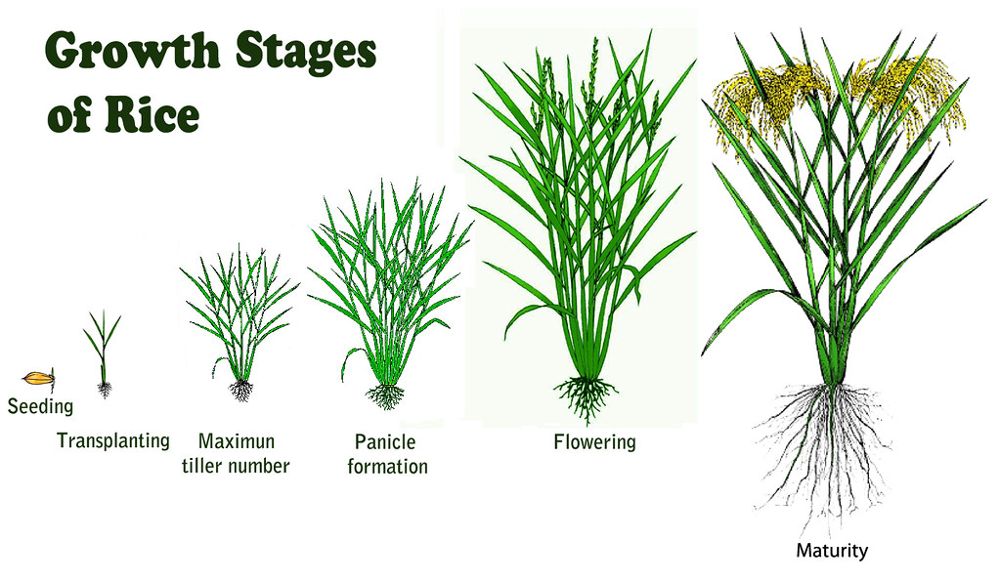 Growth Stages
of Rice
Seeding
Transplanting
Maximun
tiller number
Panicle
formation
Flowering
Maturity